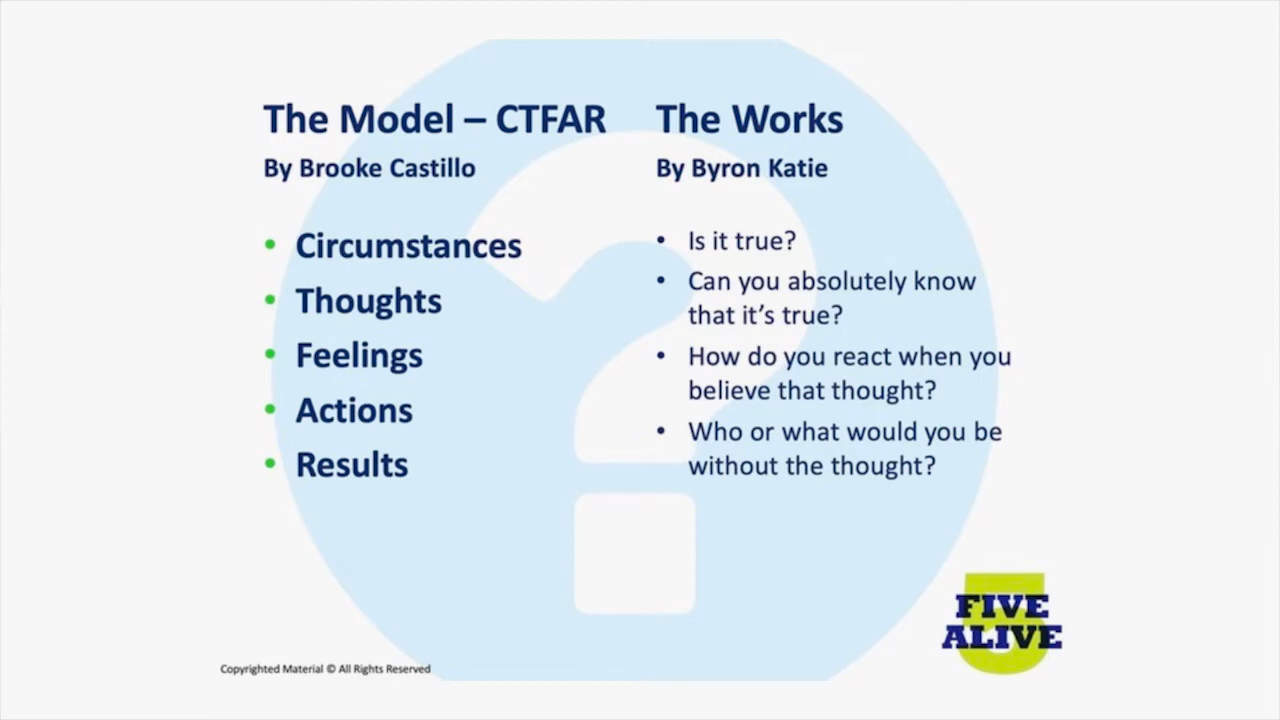 The Model – CTFAR
By Brooke Castillo
• Circumstances
• Thoughts
• Feelings
• Actions
• Results
The Works
By Byron Katie
• Is it true?
• Can you absolutely know
that it’s true?
• How do you react when you
believe that thought?
• Who or what would you be
without the thought?
5
FIVE
ALIVE
Copyrighted Material © All Rights Reserved